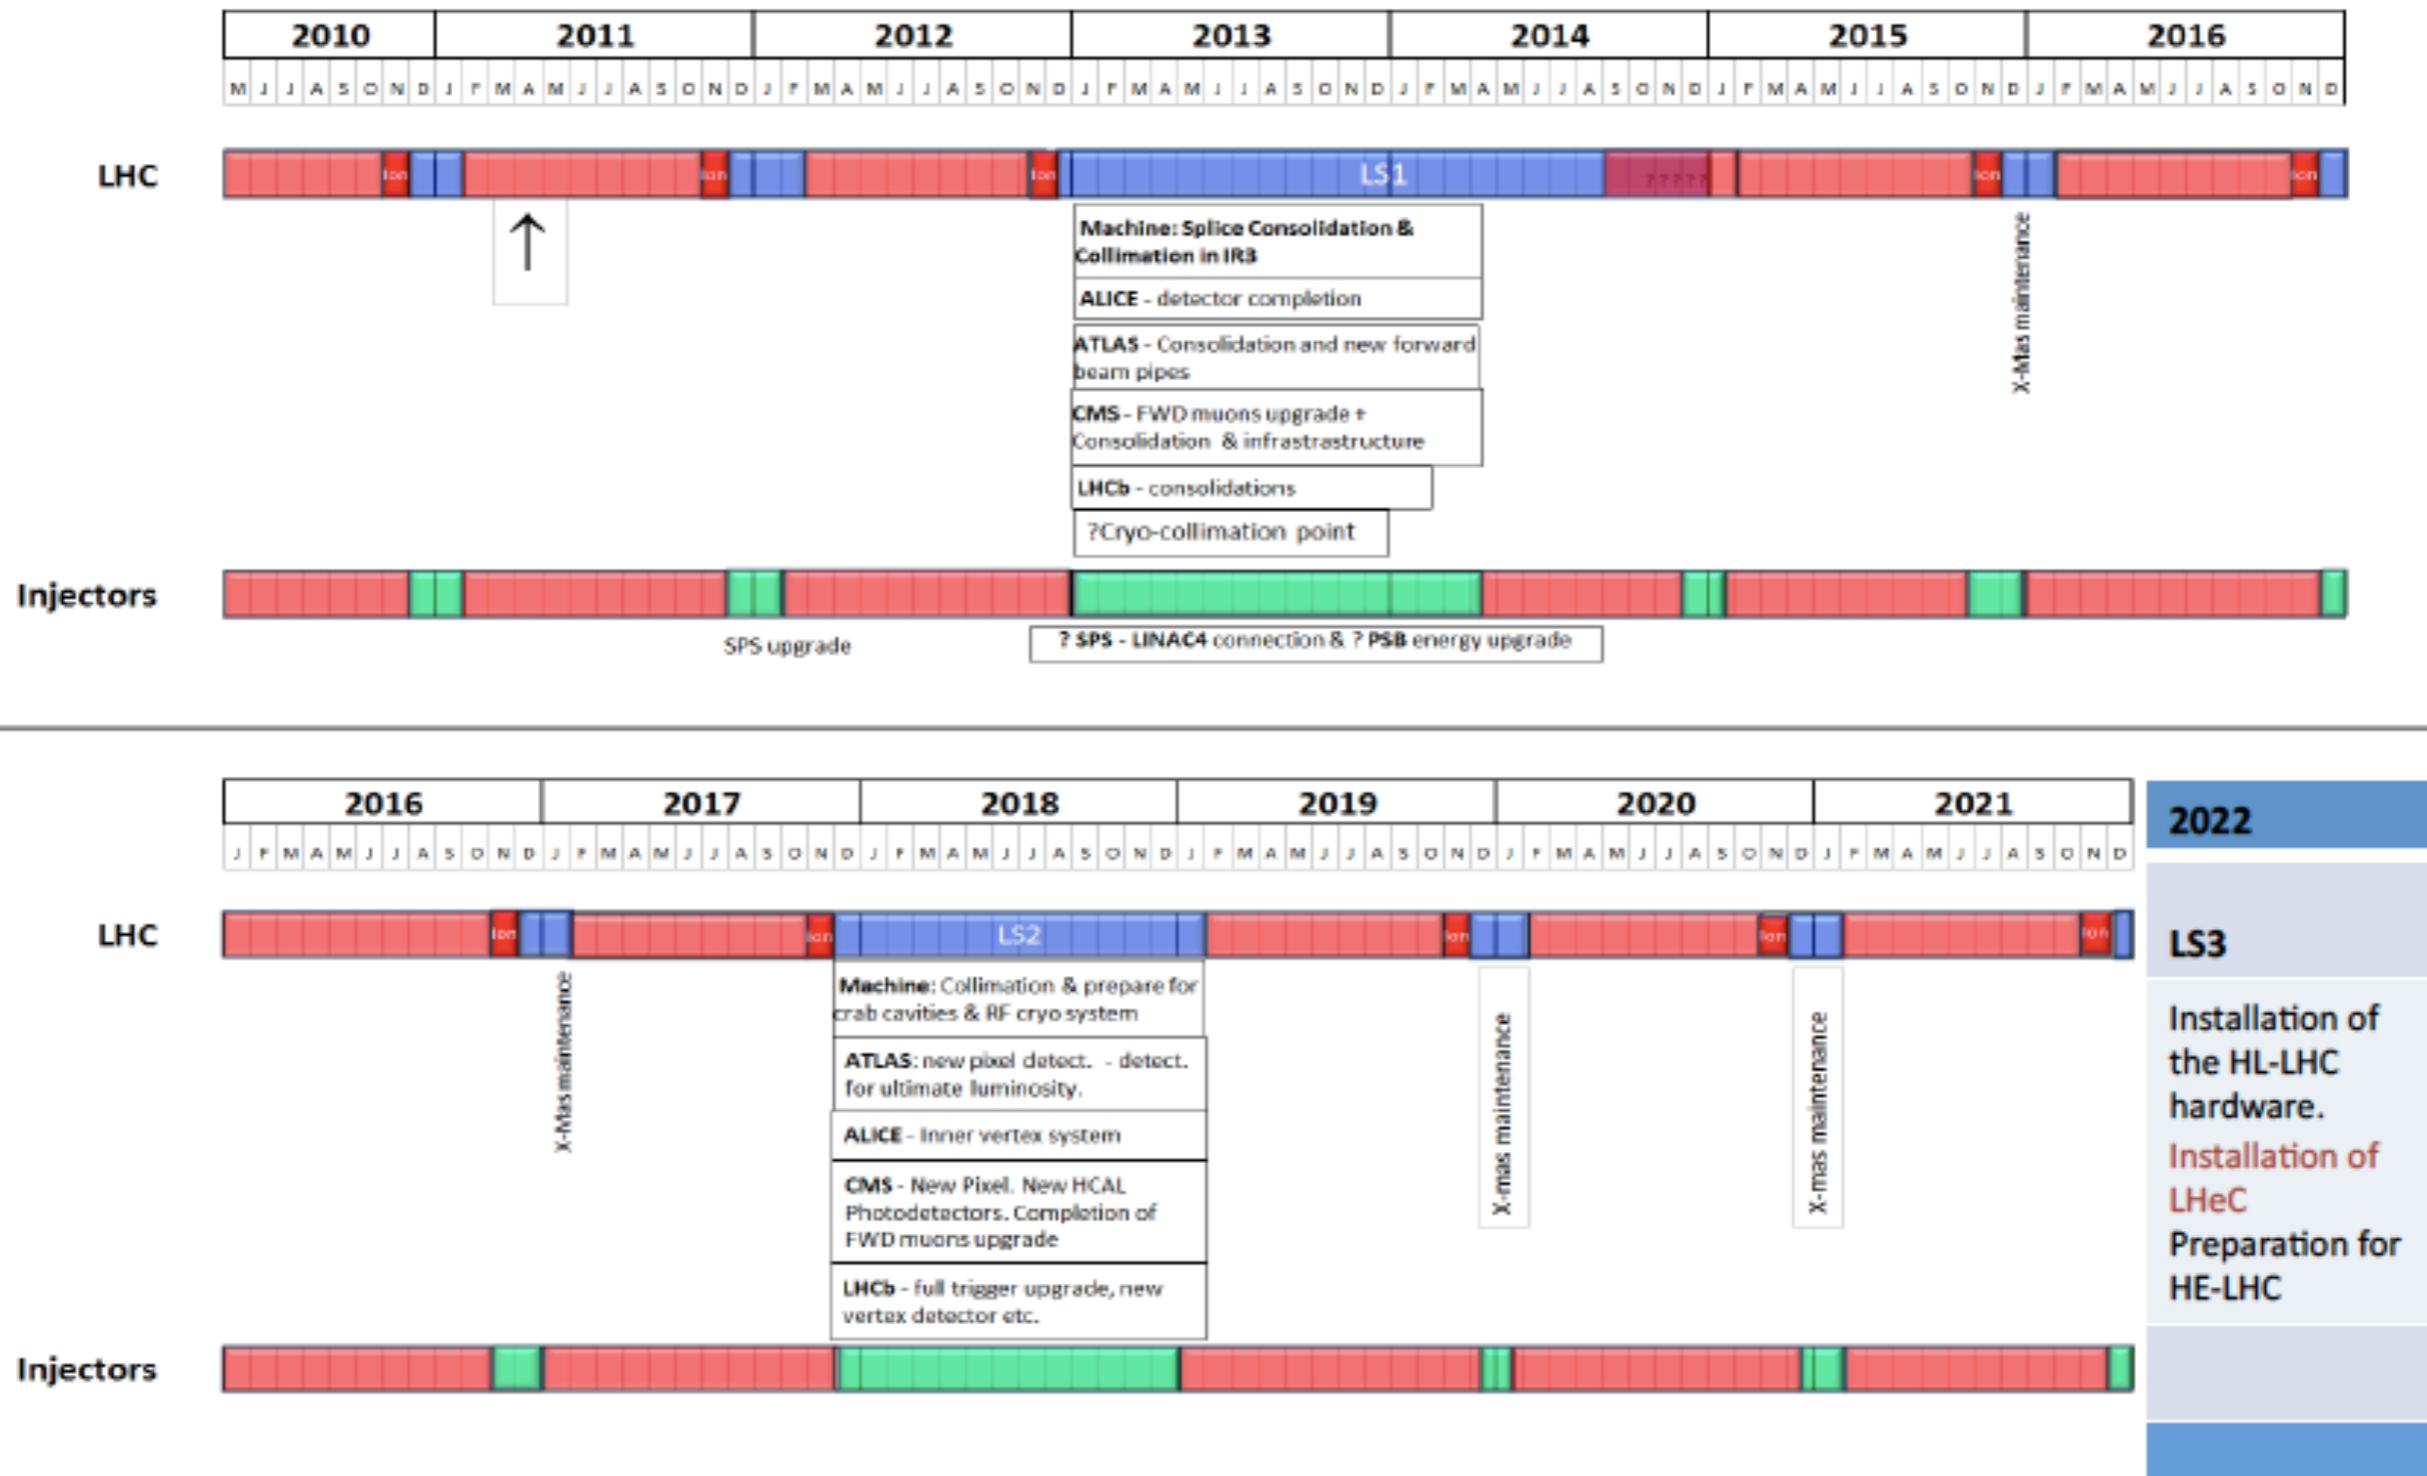 2010 2011 2012 2013 2014 2015 2016
M J J A S O N D J F M A M J J A S O N D J F M A M J J A S O N D J F M A M J J A S O N D J F M A M J J A S O N D J F M A M J J A S O N D J F M A M J J A S O N D
LHC Ion Ion Ion LS1 ????? Ion Ion
Machine: Splice Consolidation &
Collimation in IR3
ALICE - detector completion
ATLAS - Consolidation and new forward
beam pipes
CMS - FWD muons upgrade +
Consolidation & infrastrastructure
LHCb - consolidations
?Cryo-collimation point
X-Mas maintenance
Injectors
SPS upgrade
? SPS - LINAC4 connection & ? PSB energy upgrade
2016 2017 2018 2019 2020 2021 2022
J F M A M J J A S O N D J F M A M J J A S O N D J F M A M J J A S O N D J F M A M J J A S O N D J F M A M J J A S O N D J F M A M J J A S O N D
LHC Ion Ion LS2 Ion Ion Ion LS3
X-Mas maintenance
Machine: Collimation & prepare for
crab cavities & RF cryo system
ATLAS: new pixel detect. - detect.
for ultimate luminosity.
ALICE - Inner vertex system
CMS - New Pixel. New HCAL
Photodetectors. Completion of
FWD muons upgrade
LHCb - full trigger upgrade, new
vertex detector etc.
X-mas maintenance
X-mas maintenance
Installation of
the HL-LHC
hardware.
Installation of
LHeC
Preparation for
HE-LHC
Injectors